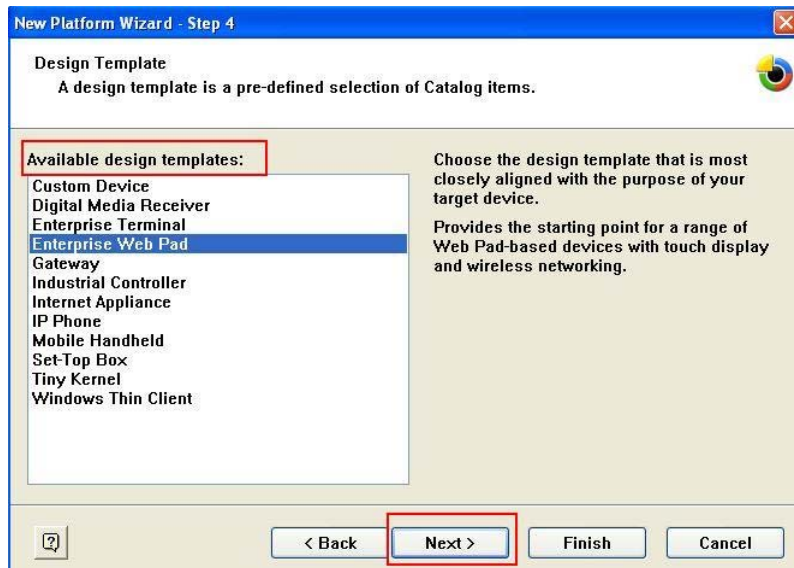 New Platform Wizard - Step 4
Design Template
A design template is a pre-defined selection of Catalog items.
Available design templates:
Custom Device
Digital Media Receiver
Enterprise Terminal
Enterprise Web Pad
Gateway
Industrial Controller
Internet Appliance
IP Phone
Mobile Handheld
Set-Top Box
Tiny Kernel
Windows Thin Client
Choose the design template that is most
closely aligned with the purpose of your
target device.
Provides the starting point for a range of
Web Pad-based devices with touch display
and wireless networking.
?
< Back
Next >
Finish
Cancel